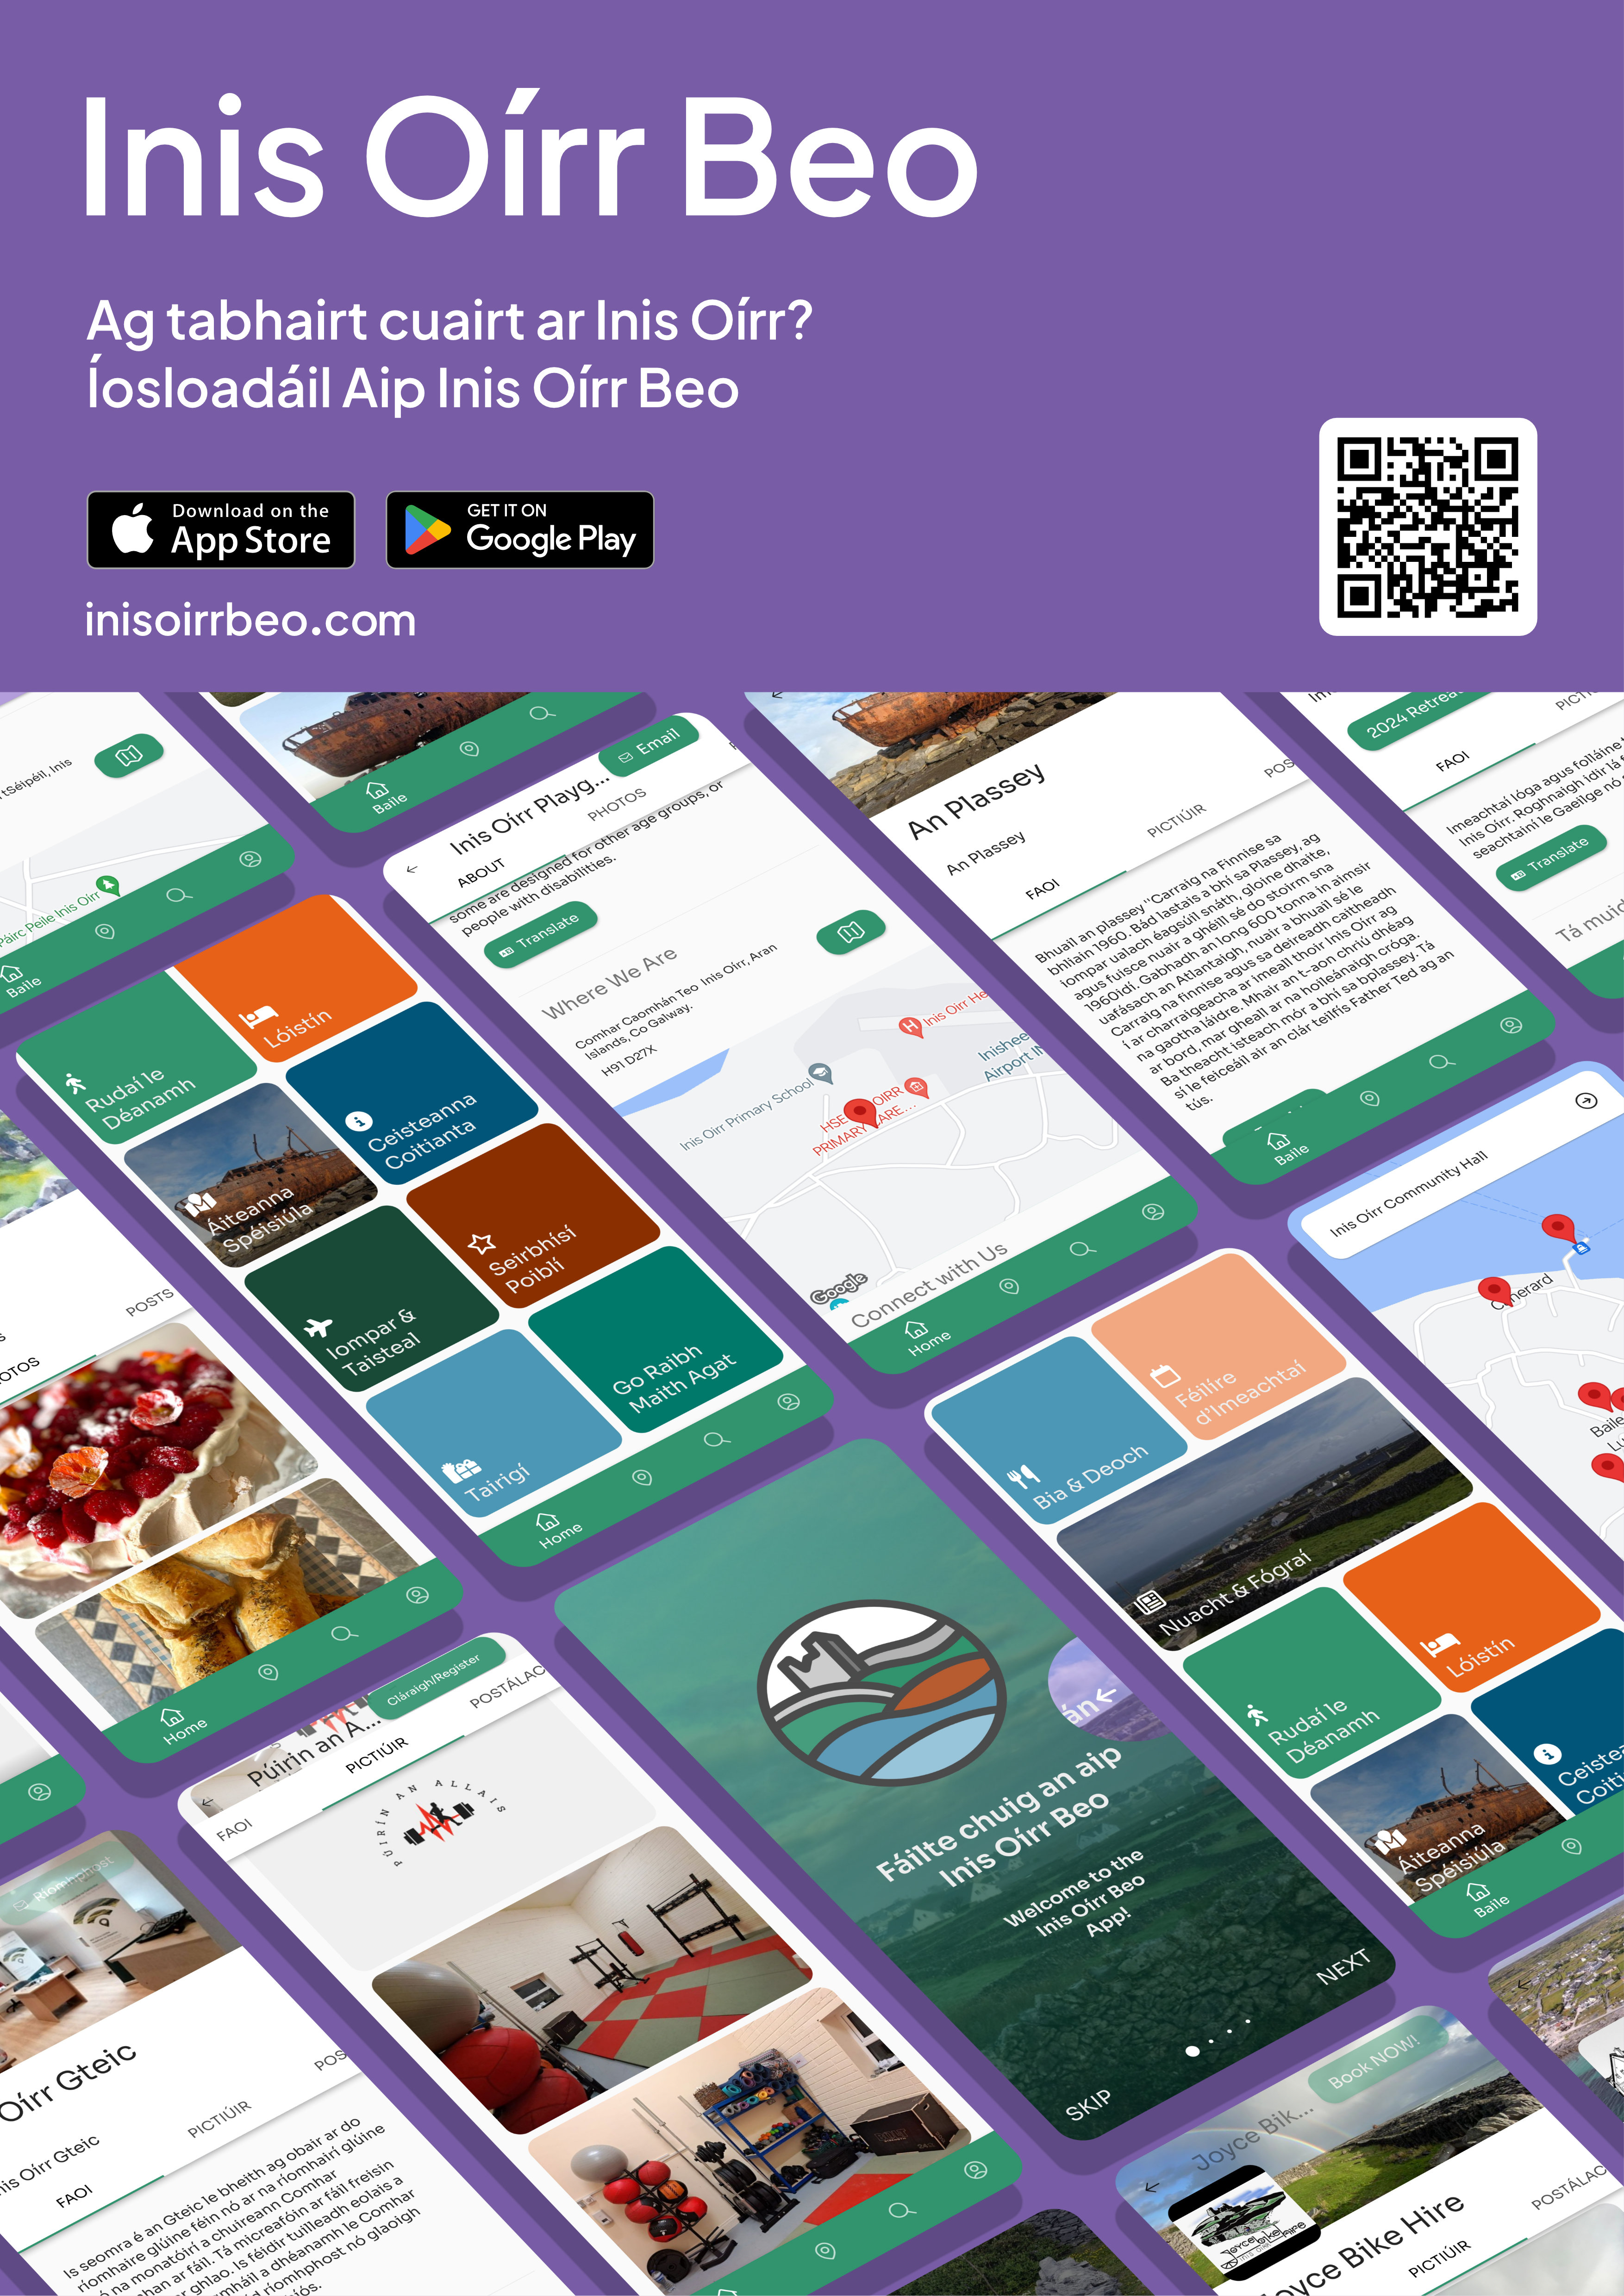 Inis Oírr Beo
Ag tabhairt cuairt ar Inis Oírr?
Íosloadáil Aip Inis Oírr Beo
Download on the
App Store
GET IT ON
Google Play
inisoirrbeo.com
tSéipéil, Inis
Páirc Peile Inis Oírr
Baile
Baile
Email
Inis Oírr Playg...
ABOUT
PHOTOS
some are designed for other age groups, or
people with disabilities.
Translate
Where We Are
Comhar Caomhán Teo Inis Oírr, Aran
Islands, Co Galway.
H91 D27X
Inis Oirr Primary School
Airport
Google
Connect with Us
Home
An Plassey
An Plassey
FAOI
PICTIÚIR
Bhuail an plassey "Carraig na Finnise sa
bhliain 1960. Bád lastais a bhí sa Plassey, ag
iompar ualach éagsúil snáth, gloine dhaite,
agus fuisce nuair a ghéill sé do stoirm sna
1960idí. Gabhadh an long 600 tonna in aimsir
uafásach an Atlantaigh, nuair a bhuail sé le
Carraig na finnise agus sa deireadh caitheadh
í ar charraigeacha ar imeall thoir Inis Oírr ag
na gaotha láidre. Mhair an t-aon chriú dhéag
ar bord, mar gheall ar na hoileánaigh cróga.
Ba theacht isteach mór a bhí sa bplassey. Tá
sí le feiceáil air an clár teilfís Father Ted ag an
tús.
Baile
2024 Retrea
FAOI
Imeachtaí ióga agus folláine
Inis Oírr. Roghnaigh idir lá
seachtainí le Gaeilge nó
Translate
Tá muid
Rudaí le
Déanamh
Lóistín
Áiteanna
Spéisiúla
Ceisteanna
Coitianta
Iompar &
Taisteal
Seirbhísí
Poiblí
Tairigí
Go Raibh
Maith Agat
Home
Inis Oírr Community Hall
POSTS
Home
Bia & Deoch
Féilire
d'Imeachtaí
Nuacht & Fógraí
Rudaí le
Déanamh
Lóistín
Áiteanna
Spéisiúla
Baile
Cláraigh/Register
Púirín an A...
FAOI
PICTIÚIR
POSTÁLAC
PÚIRÍN AN ALLAIS
Fáilte chuig an aip
Inis Oírr Beo
Welcome to the
Inis Oírr Beo
App!
SKIP
NEXT
Ríomhphost
Oírr Gteic
Inis Oírr Gteic
FAOI
PICTIÚIR
Is seomra é an Gteic le bheith ag obair ar do
ríomhaire glúine féin nó ar na ríomhairí glúine
ó na monatóirí a chuireann Comhar
ar fáil. Tá micreafóin ar fáil freisin
ghlao. Is féidir tuilleadh eolais a
a dhéanamh le Comhar
ríomhphost nó glaoigh
Book NOW!
Joyce Bik...
Joyce Bike Hire
PICTIÚIR
POSTÁLAC